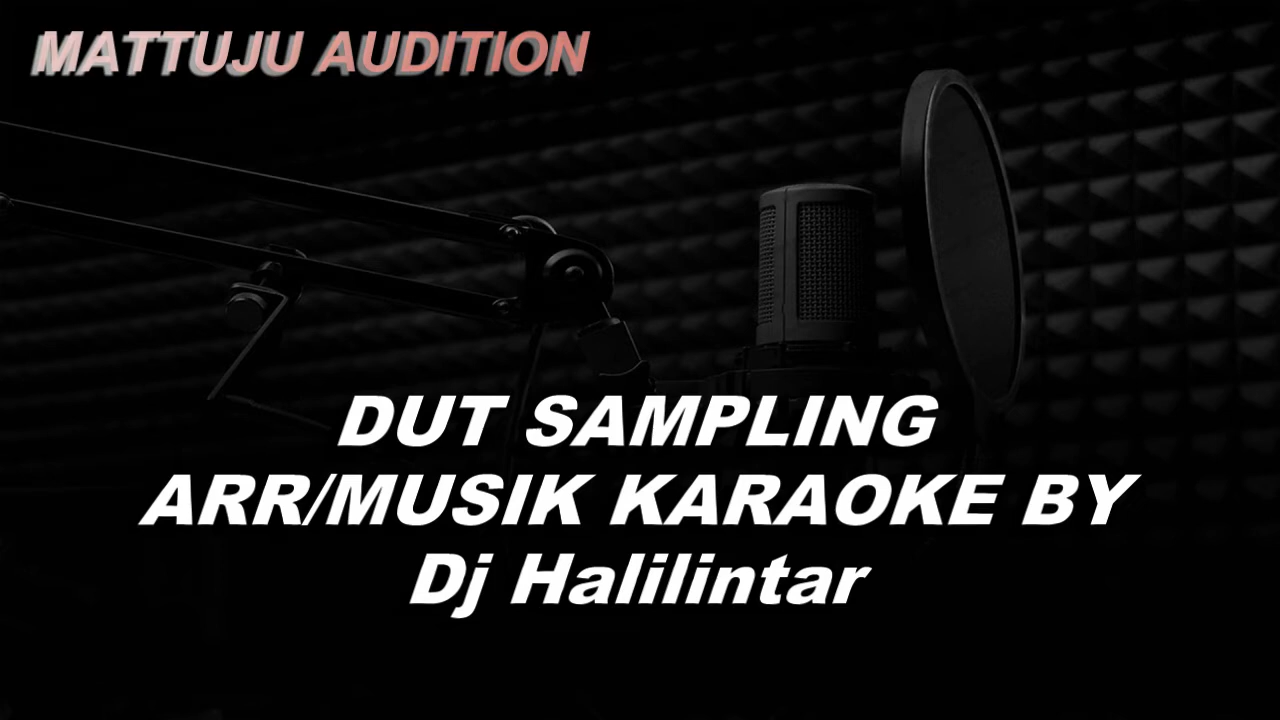 MATTUJU AUDITION
DUT SAMPLING
ARR/MUSIK KARAOKE BY
Dj Halilintar